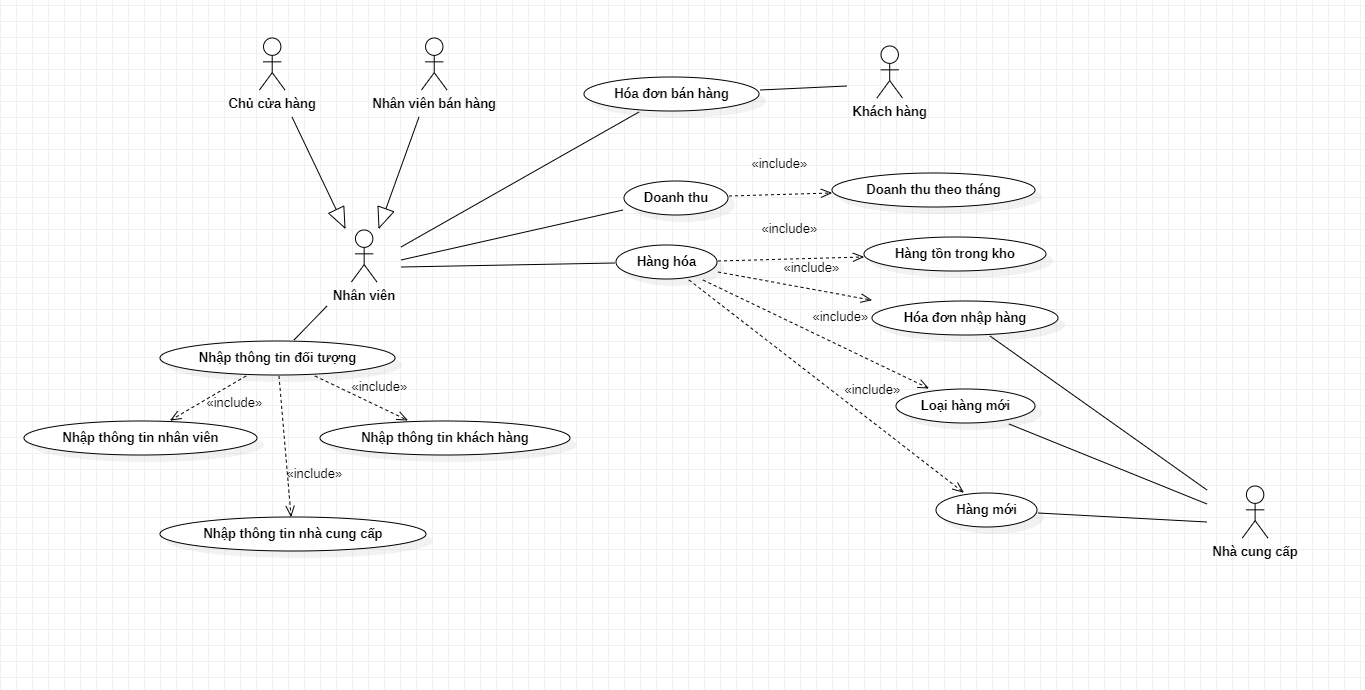 Chủ cửa hàng
Nhân viên bán hàng
Hóa đơn bán hàng
Khách hàng
«include»
Doanh thu
Doanh thu theo tháng
«include»
Hàng hóa
Hàng tồn trong kho
«include»
Nhân viên
«include»
Hóa đơn nhập hàng
Nhập thông tin đối tượng
«include»
«include»
«include»
Loại hàng mới
Nhập thông tin nhân viên
Nhập thông tin khách hàng
«include»
Hàng mới
Nhập thông tin nhà cung cấp
Nhà cung cấp